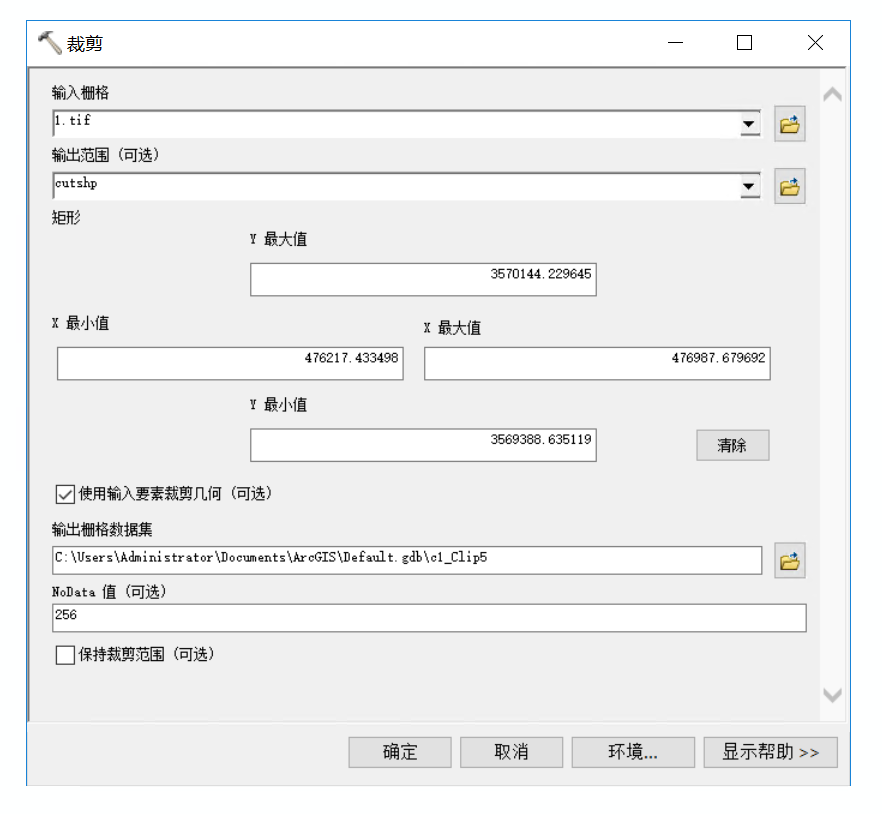 裁剪
输入栅格
1.tif
输出范围（可选）
cutshp
矩形
Y 最大值
3570144.229645
X 最小值
X 最大值
476217.433498
476987.679692
Y 最小值
3569388.635119
清除
使用输入要素裁剪几何（可选）
输出栅格数据集
C:\Users\Administrator\Documents\ArcGIS\Default.gdb\c1_Clip5
NoData 值（可选）
256
保持裁剪范围（可选）
确定
取消
环境...
显示帮助 >>